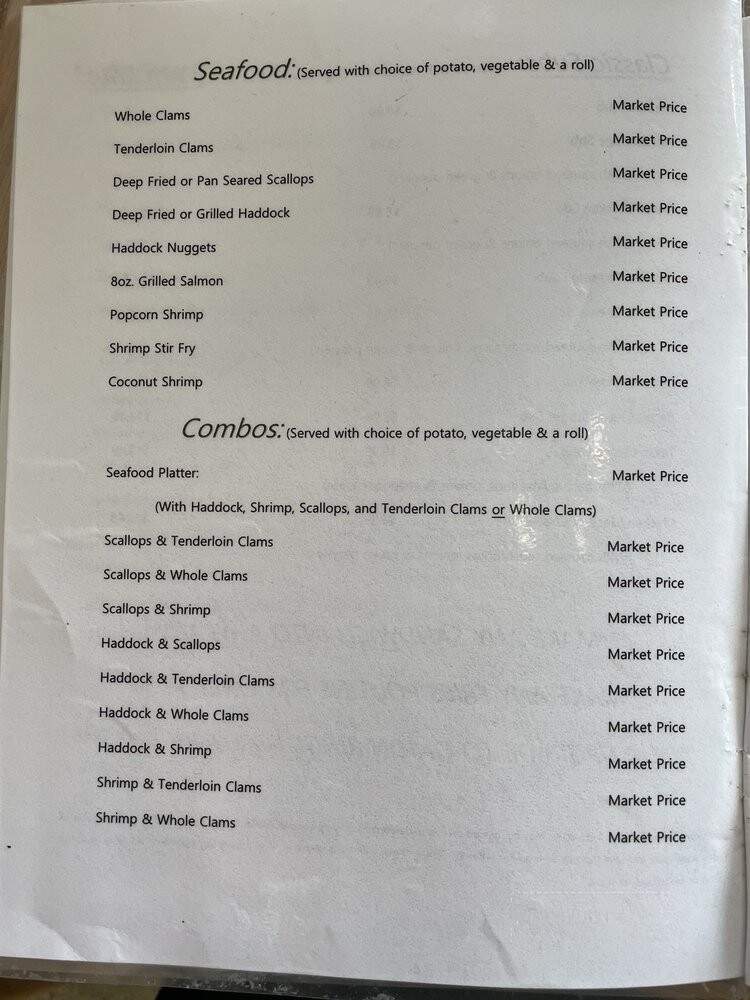 Seafood: (Served with choice of potato, vegetable & a roll)
Whole Clams Market Price
Tenderloin Clams Market Price
Deep Fried or Pan Seared Scallops Market Price
Deep Fried or Grilled Haddock Market Price
Haddock Nuggets Market Price
8oz. Grilled Salmon Market Price
Popcorn Shrimp Market Price
Shrimp Stir Fry Market Price
Coconut Shrimp Market Price
Combos: (Served with choice of potato, vegetable & a roll)
Seafood Platter: Market Price
(With Haddock, Shrimp, Scallops, and Tenderloin Clams or Whole Clams)
Scallops & Tenderloin Clams Market Price
Scallops & Whole Clams Market Price
Scallops & Shrimp Market Price
Haddock & Scallops Market Price
Haddock & Tenderloin Clams Market Price
Haddock & Whole Clams Market Price
Haddock & Shrimp Market Price
Shrimp & Tenderloin Clams Market Price
Shrimp & Whole Clams Market Price